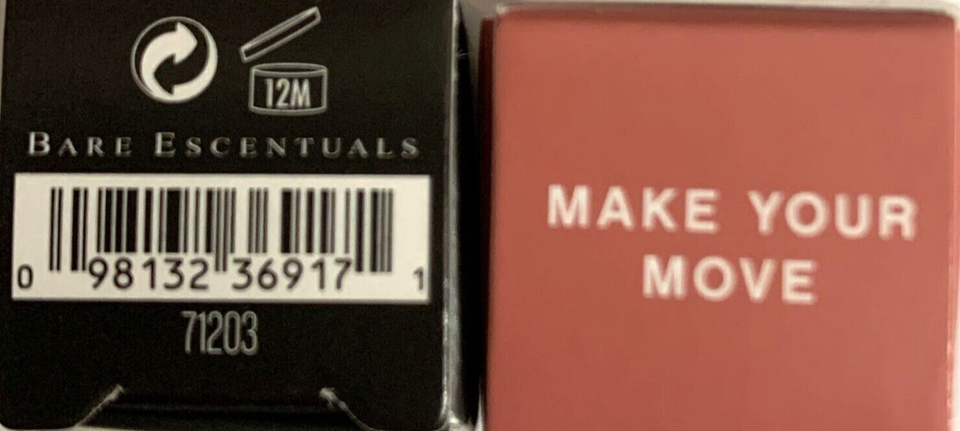 12M
BARE ESCENTUALS
0 98132 36917 1
71203
MAKE YOUR
MOVE